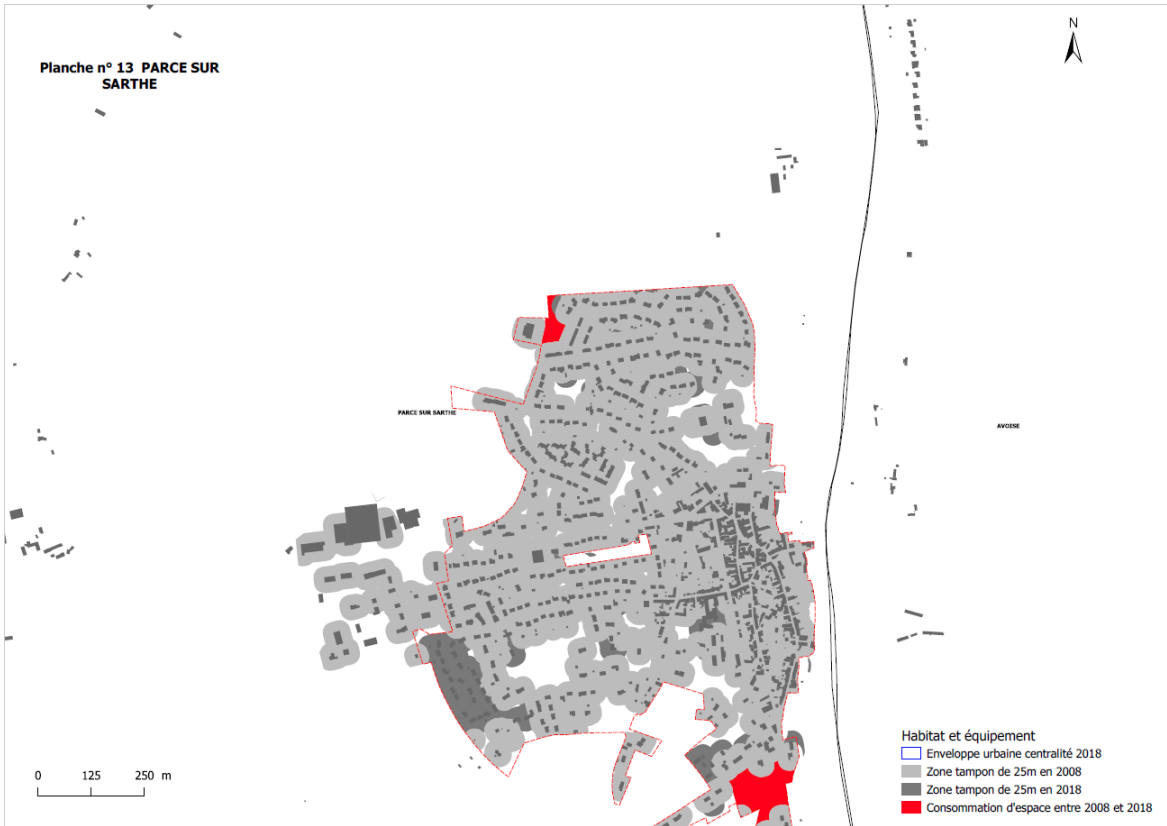 Planche n° 13 PARCE SUR
SARTHE
N
PARCE SUR SARTHE
AVOISE
0 125 250 m
Habitat et équipement
Enveloppe urbaine centralité 2018
Zone tampon de 25m en 2008
Zone tampon de 25m en 2018
Consommation d'espace entre 2008 et 2018